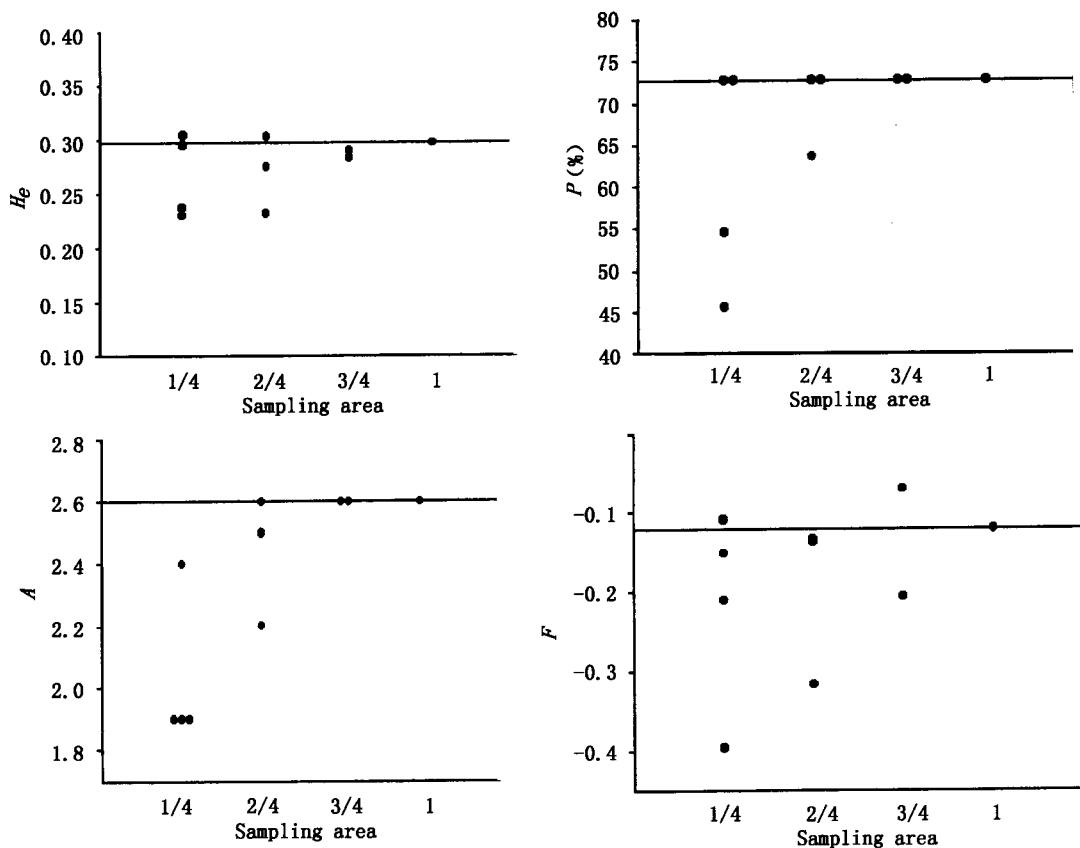 He
0.40
0.35
0.30
0.25
0.20
0.15
0.10
1/4 2/4 3/4 1
Sampling area
P(%)
80
75
70
65
60
55
50
45
40
1/4 2/4 3/4 1
Sampling area
A
2.8
2.6
2.4
2.2
2.0
1.8
1/4 2/4 3/4 1
Sampling area
F
-0.1
-0.2
-0.3
-0.4
1/4 2/4 3/4 1
Sampling area